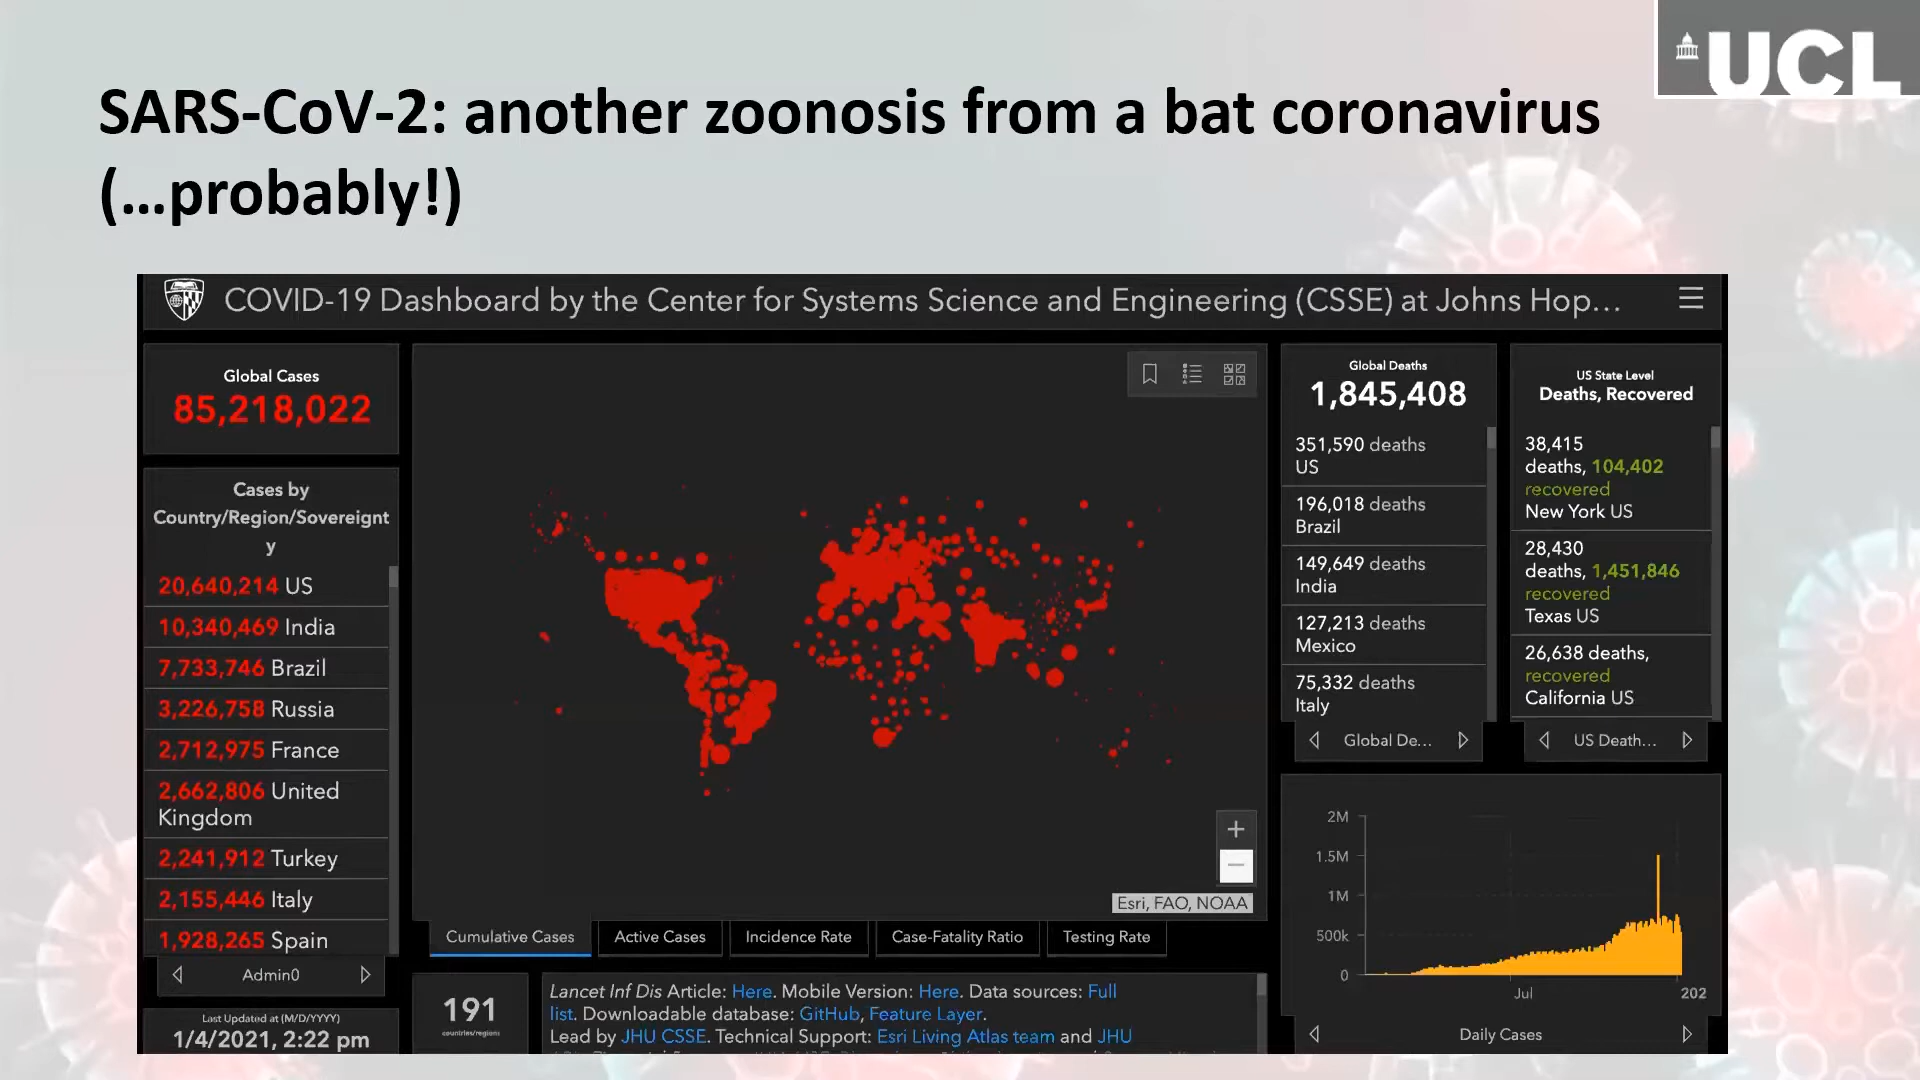 UCL
SARS-CoV-2: another zoonosis from a bat coronavirus
(…probably!)
COVID-19 Dashboard by the Center for Systems Science and Engineering (CSSE) at Johns Hop…
Global Cases
85,218,022
Cases by
Country/Region/Sovereignt
y
20,640,214 US
10,340,469 India
7,733,746 Brazil
3,226,758 Russia
2,712,975 France
2,662,806 United
Kingdom
2,241,912 Turkey
2,155,446 Italy
1,928,265 Spain
Admin0
Last Updated at (M/D/YYYY)
1/4/2021, 2:22 pm
Esri, FAO, NOAA
Cumulative Cases
Active Cases
Incidence Rate
Case-Fatality Ratio
Testing Rate
191
countries/regions
Lancet Inf Dis Article: Here. Mobile Version: Here. Data sources: Full
list. Downloadable database: GitHub, Feature Layer.
Lead by JHU CSSE. Technical Support: Esri Living Atlas team and JHU
Global Deaths
1,845,408
351,590 deaths
US
196,018 deaths
Brazil
149,649 deaths
India
127,213 deaths
Mexico
75,332 deaths
Italy
Global De…
US State Level
Deaths, Recovered
38,415
deaths, 104,402
recovered
New York US
28,430
deaths, 1,451,846
recovered
Texas US
26,638 deaths,
recovered
California US
US Death…
2M
1.5M
1M
500k
0
Jul
202
Daily Cases